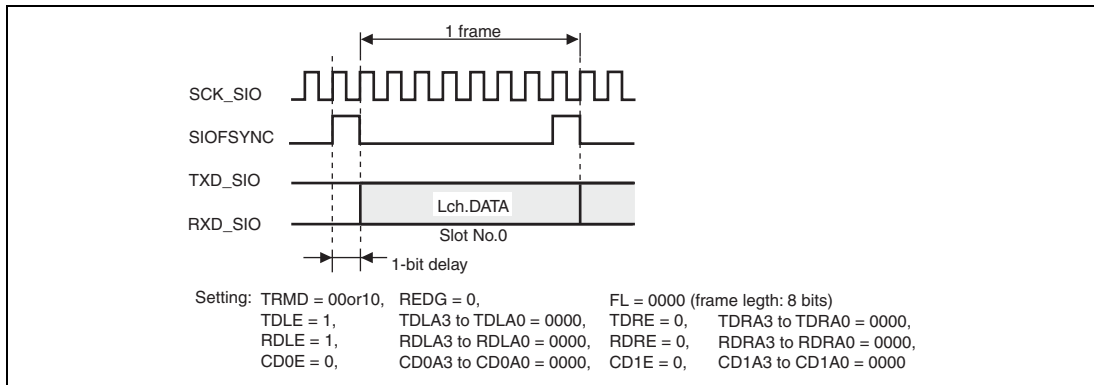 1 frame
SCK_SIO
SIOFSYNC
TXD_SIO
Lch.DATA
RXD_SIO
Slot No.0
1-bit delay
Setting: TRMD = 00or10, REDG = 0, FL = 0000 (frame legth: 8 bits)
TDLE = 1, TDLA3 to TDLA0 = 0000, TDRE = 0, TDRA3 to TDRA0 = 0000,
RDLE = 1, RDLA3 to RDLA0 = 0000, RDRE = 0, RDRA3 to RDRA0 = 0000,
CD0E = 0, CD0A3 to CD0A0 = 0000, CD1E = 0, CD1A3 to CD1A0 = 0000